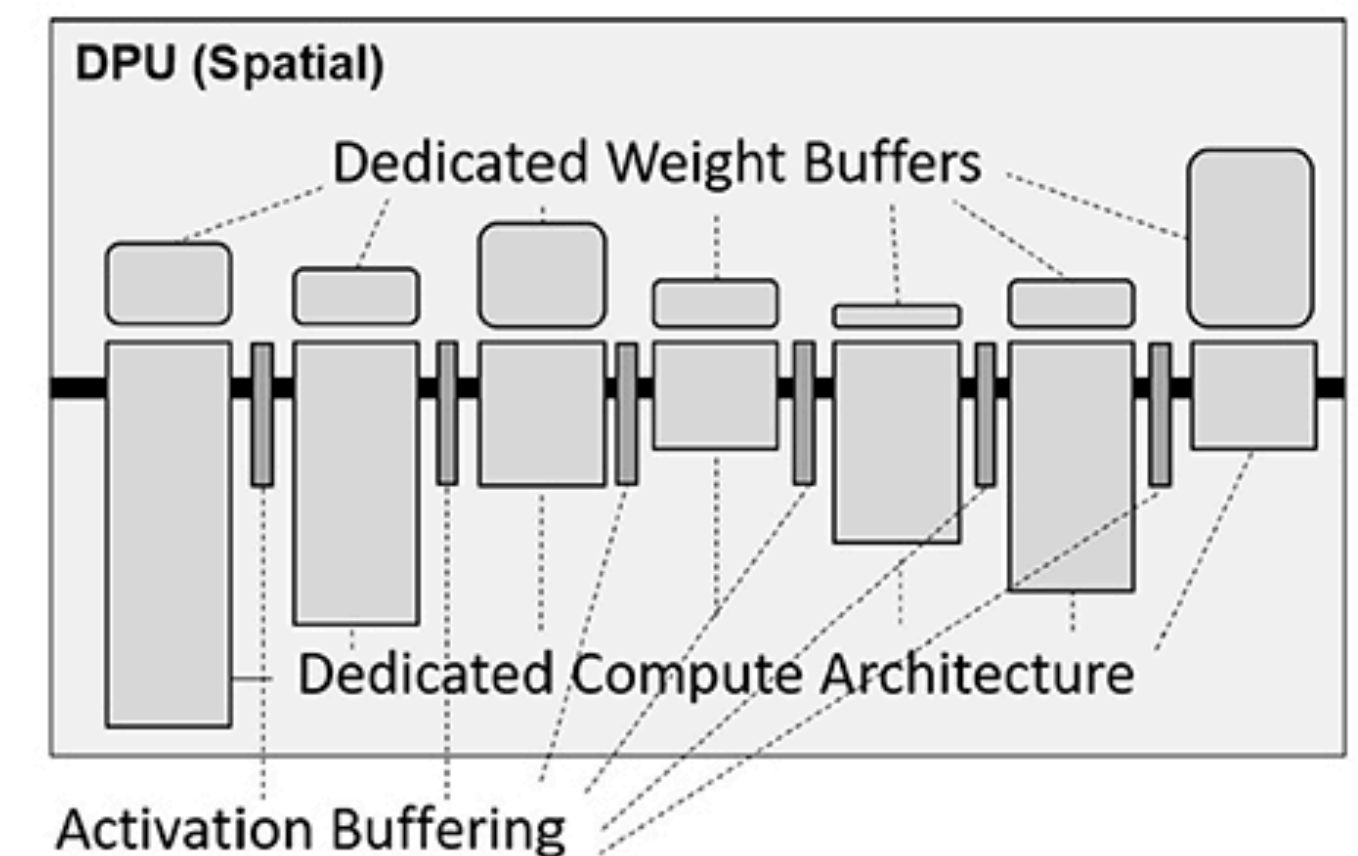 DPU (Spatial)
Dedicated Weight Buffers
Dedicated Compute Architecture
Activation Buffering